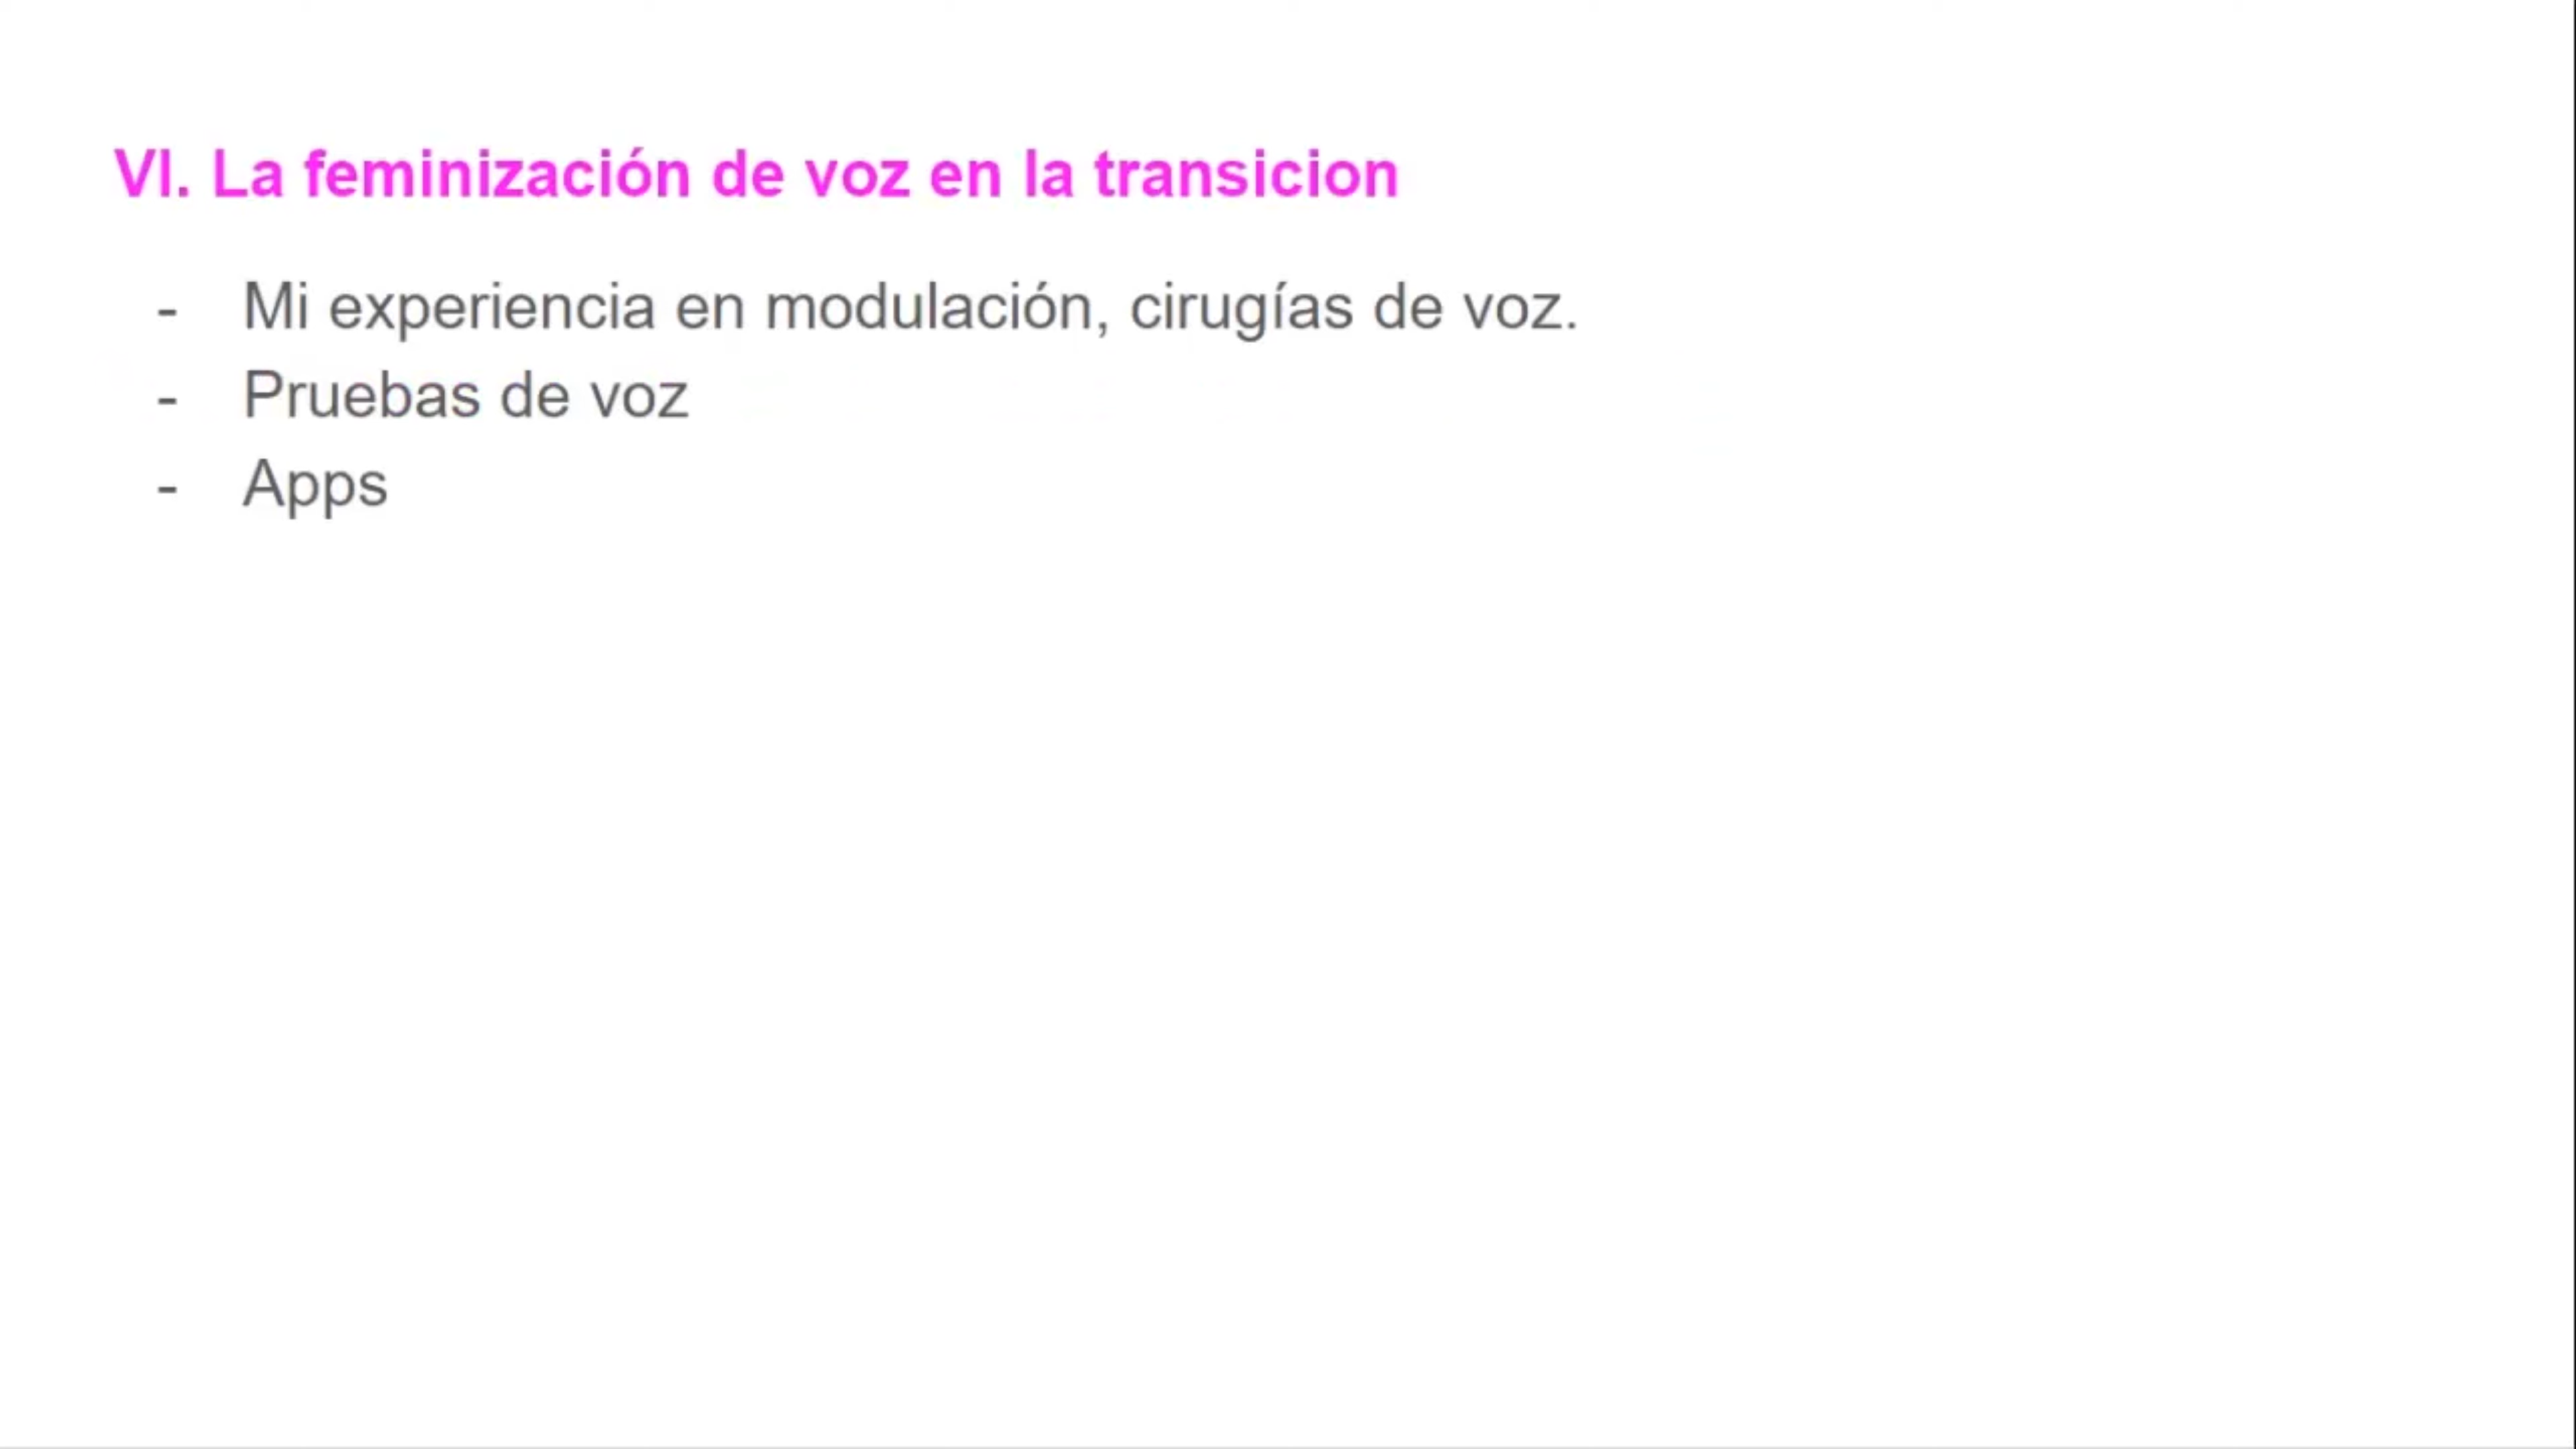 VI. La feminización de voz en la transicion
- Mi experiencia en modulación, cirugías de voz.
- Pruebas de voz
- Apps